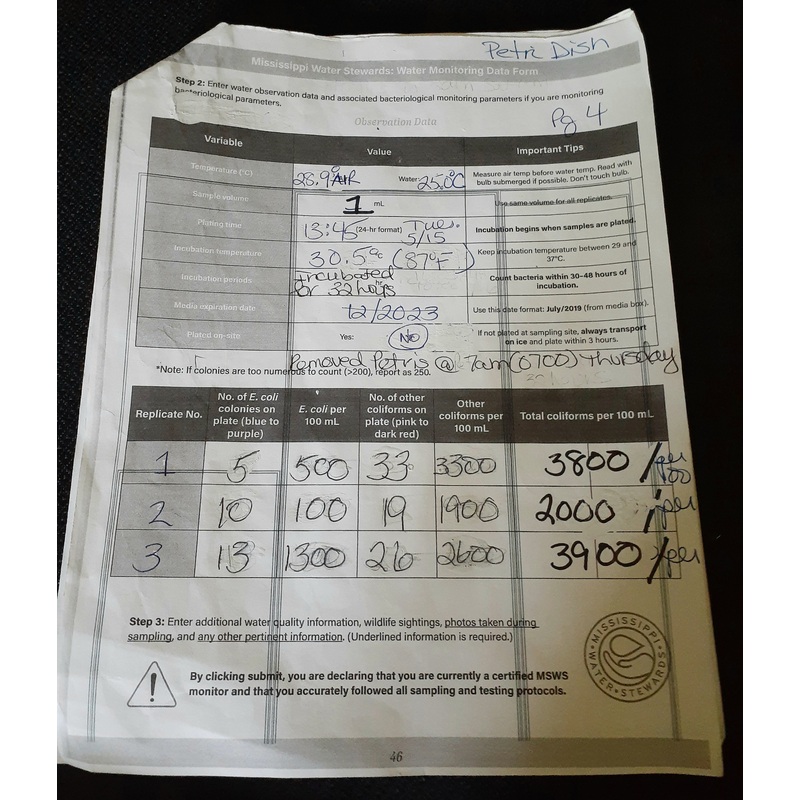 Petri Dish
Mississippi Water Stewards: Water Monitoring Data Form
Step 2: Enter water observation data and associated bacteriological monitoring parameters if you are monitoring
bacteriological parameters.
Pg 4
Observation Data
Variable Value Important Tips
Temperature (°C) 28.9° AIR Water: 25.0°C Measure air temp before water temp. Read with
bulb submerged if possible. Don't touch bulb.
Sample volume 1 mL Use same volume for all replicates.
Plating time 13:45 (24-hr format) Tues. 5/15 Incubation begins when samples are plated.
Incubation temperature 30.5°C (87°F) Keep incubation temperature between 29 and
37°C.
Incubation periods Incubated for 32 hours Count bacteria within 30–48 hours of
incubation.
Media expiration date 12/2023 Use this date format: July/2019 (from media box).
Plated on-site Yes: No If not plated at sampling site, always transport
on ice and plate within 3 hours.
Removed Petris @ 7am (0700) Thursday
*Note: If colonies are too numerous to count (>200), report as 250.
Replicate No. No. of E. coli colonies on plate (blue to purple) E. coli per 100 mL No. of other coliforms on plate (pink to dark red) Other coliforms per 100 mL Total coliforms per 100 mL
1 5 500 33 3300 3800 / per 100
2 10 100 19 1900 2000 / per
3 13 1300 26 2600 3900 / per
Step 3: Enter additional water quality information, wildlife sightings, photos taken during
sampling, and any other pertinent information. (Underlined information is required.)
MISSISSIPPI WATER STEWARDS
By clicking submit, you are declaring that you are currently a certified MSWS
monitor and that you accurately followed all sampling and testing protocols.
46